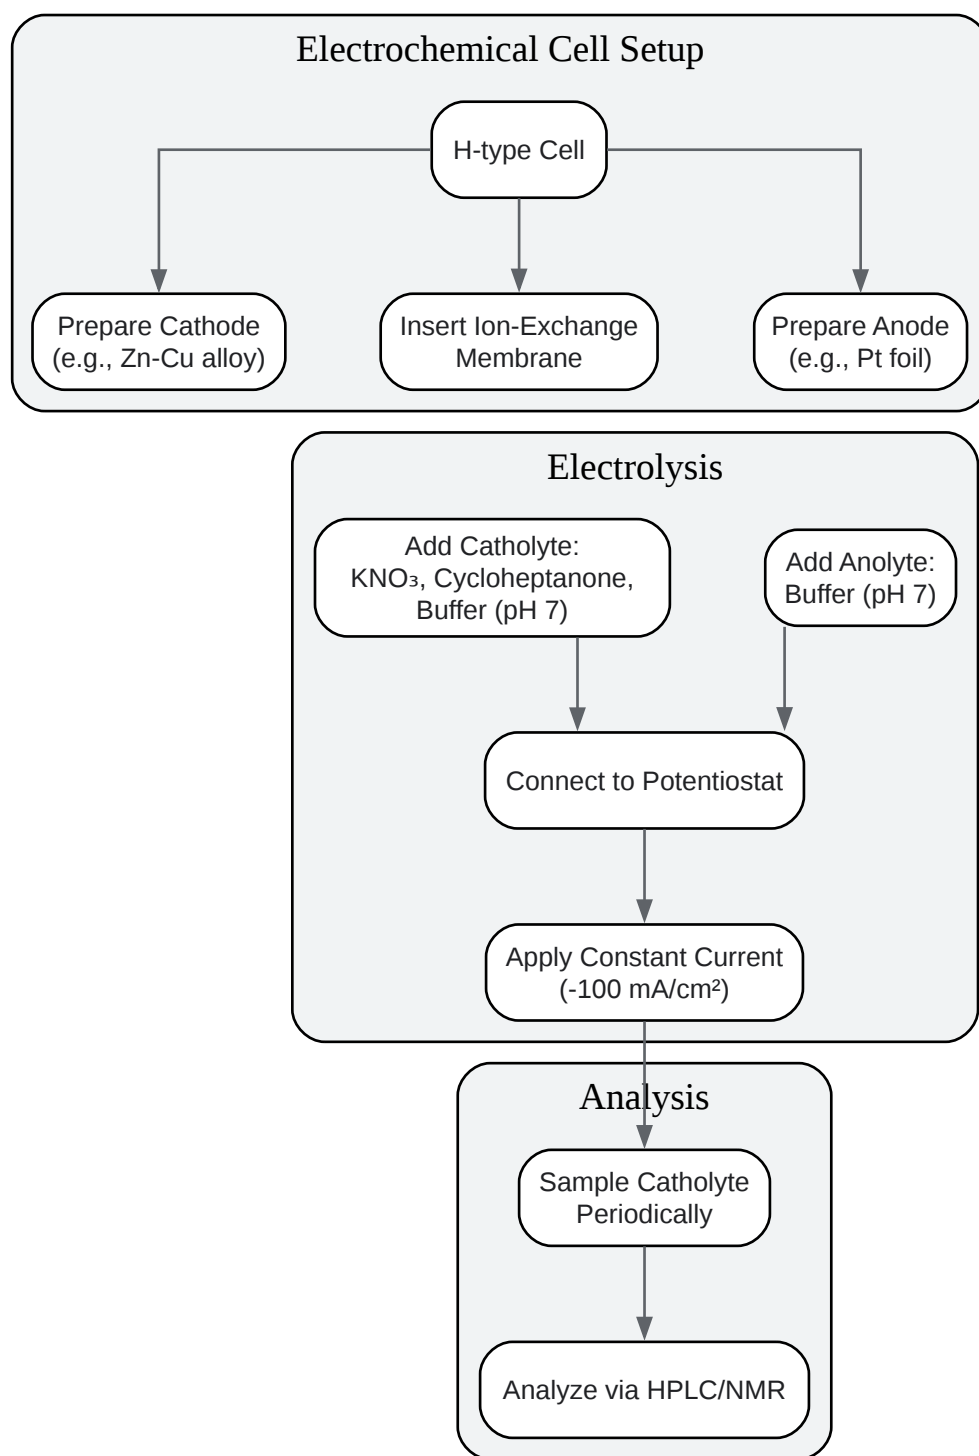 Electrochemical Cell Setup
H-type Cell
Prepare Cathode
(e.g., Zn-Cu alloy)
Insert Ion-Exchange
Membrane
Prepare Anode
(e.g., Pt foil)
Electrolysis
Add Catholyte:
KNO₃, Cycloheptanone,
Buffer (pH 7)
Add Anolyte:
Buffer (pH 7)
Connect to Potentiostat
Apply Constant Current
(-100 mA/cm²)
Analysis
Sample Catholyte
Periodically
Analyze via HPLC/NMR